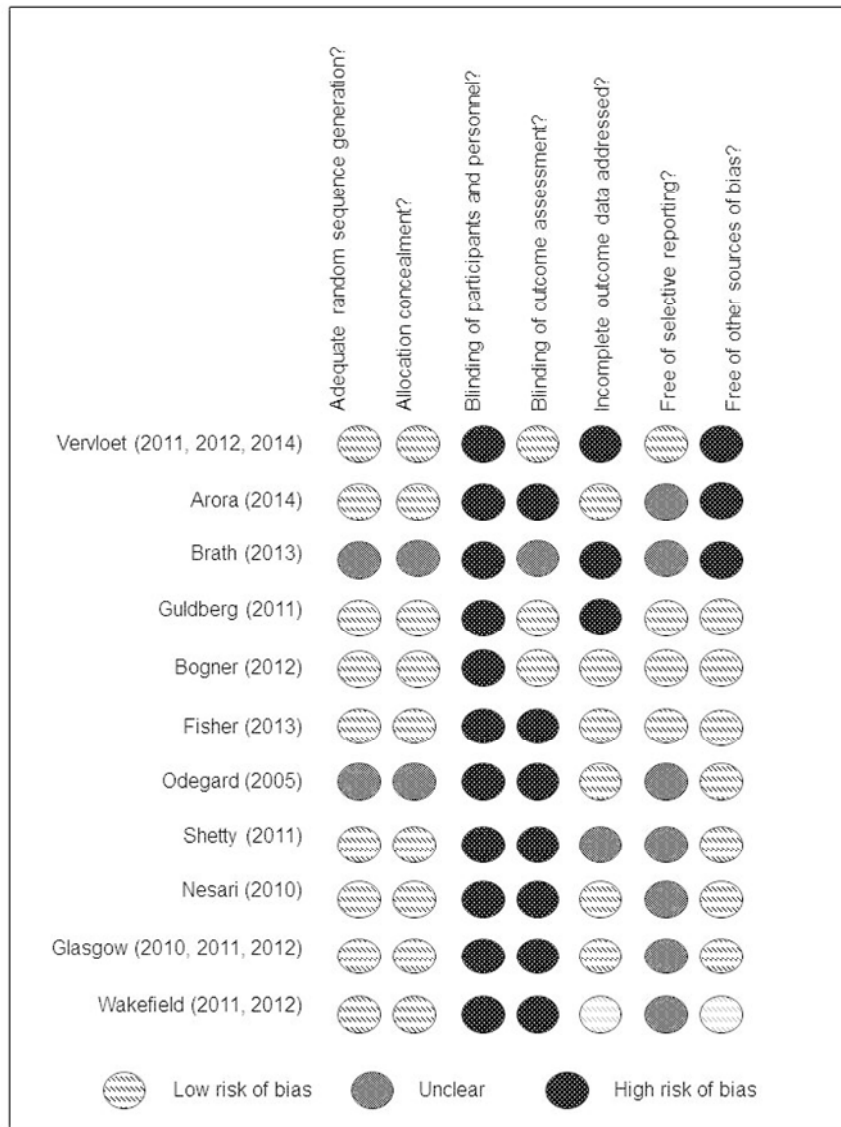 Adequate random sequence generation?
Allocation concealment?
Blinding of participants and personnel?
Blinding of outcome assessment?
Incomplete outcome data addressed?
Free of selective reporting?
Free of other sources of bias?
Vervloet (2011, 2012, 2014)
Arora (2014)
Brath (2013)
Guldberg (2011)
Bogner (2012)
Fisher (2013)
Odegard (2005)
Shetty (2011)
Nesari (2010)
Glasgow (2010, 2011, 2012)
Wakefield (2011, 2012)
Low risk of bias Unclear High risk of bias